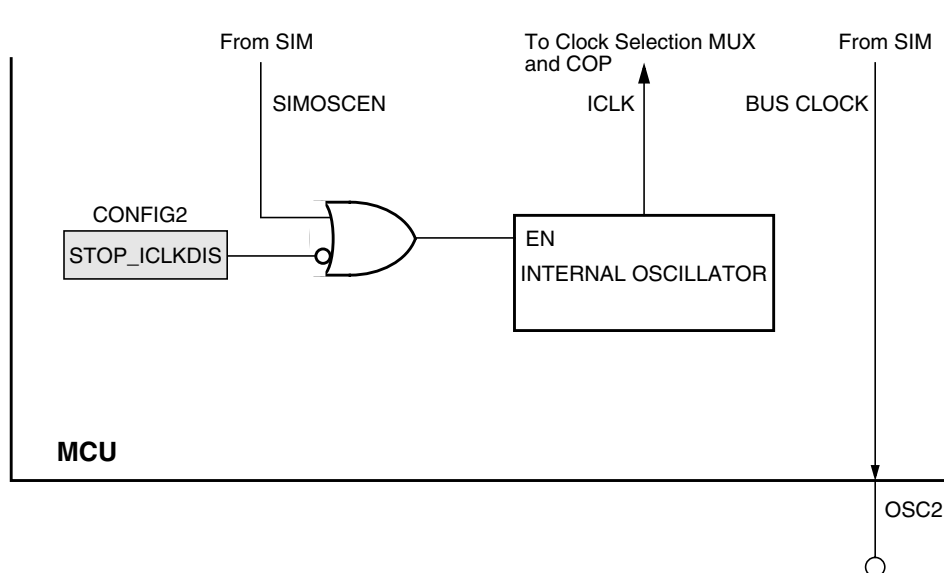 From SIM
To Clock Selection MUX
and COP
From SIM
SIMOSCEN
ICLK
BUS CLOCK
CONFIG2
STOP_ICLKDIS
EN
INTERNAL OSCILLATOR
MCU
OSC2